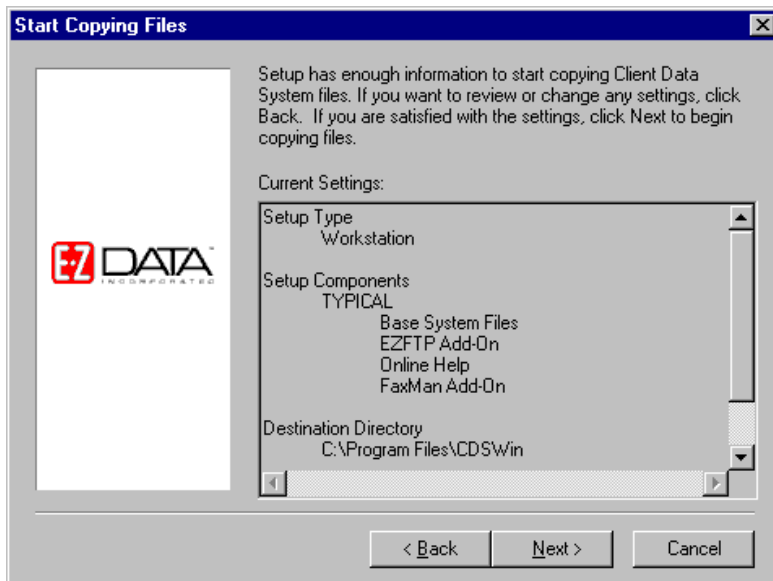 Start Copying Files
Setup has enough information to start copying Client Data
System files. If you want to review or change any settings, click
Back. If you are satisfied with the settings, click Next to begin
copying files.
Current Settings:
Setup Type
Workstation
Setup Components
TYPICAL
Base System Files
EZFTP Add-On
Online Help
FaxMan Add-On
Destination Directory
C:\Program Files\CDSWin
E-Z DATA™
INCORPORATED
< Back
Next >
Cancel